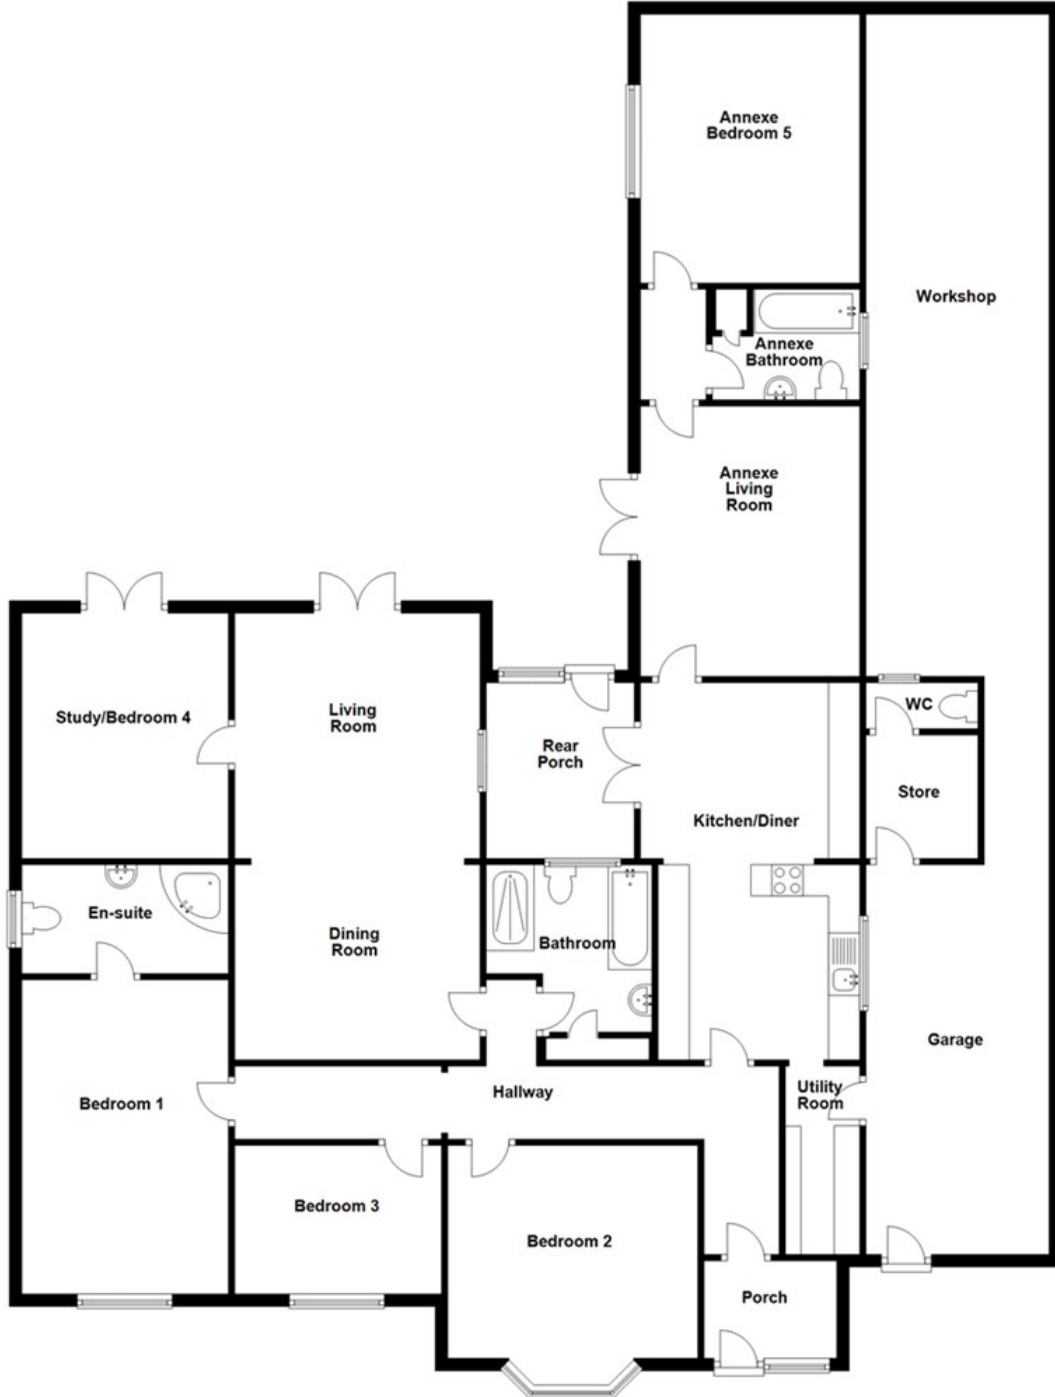 Annexe
Bedroom 5
Workshop
Annexe
Bathroom
Annexe
Living
Room
Study/Bedroom 4
Living
Room
Rear
Porch
WC
Store
Kitchen/Diner
En-suite
Dining
Room
Bathroom
Garage
Bedroom 1
Hallway
Utility
Room
Bedroom 3
Bedroom 2
Porch